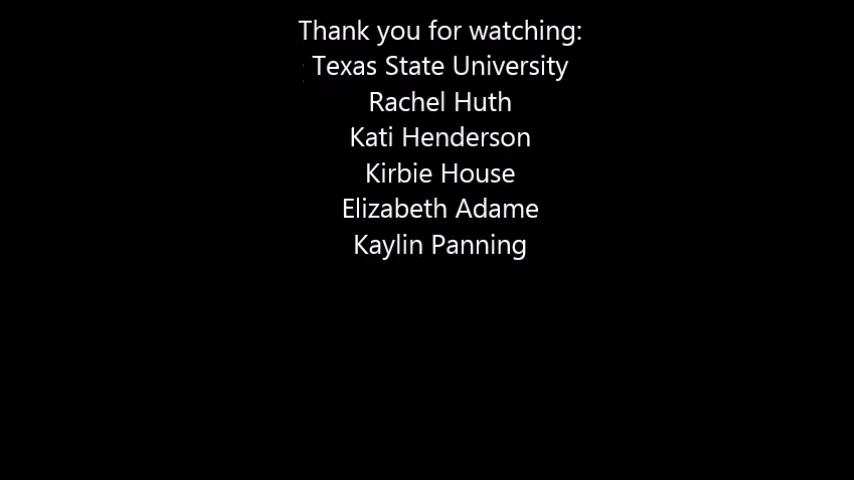 Thank you for watching:
Texas State University
Rachel Huth
Kati Henderson
Kirbie House
Elizabeth Adame
Kaylin Panning